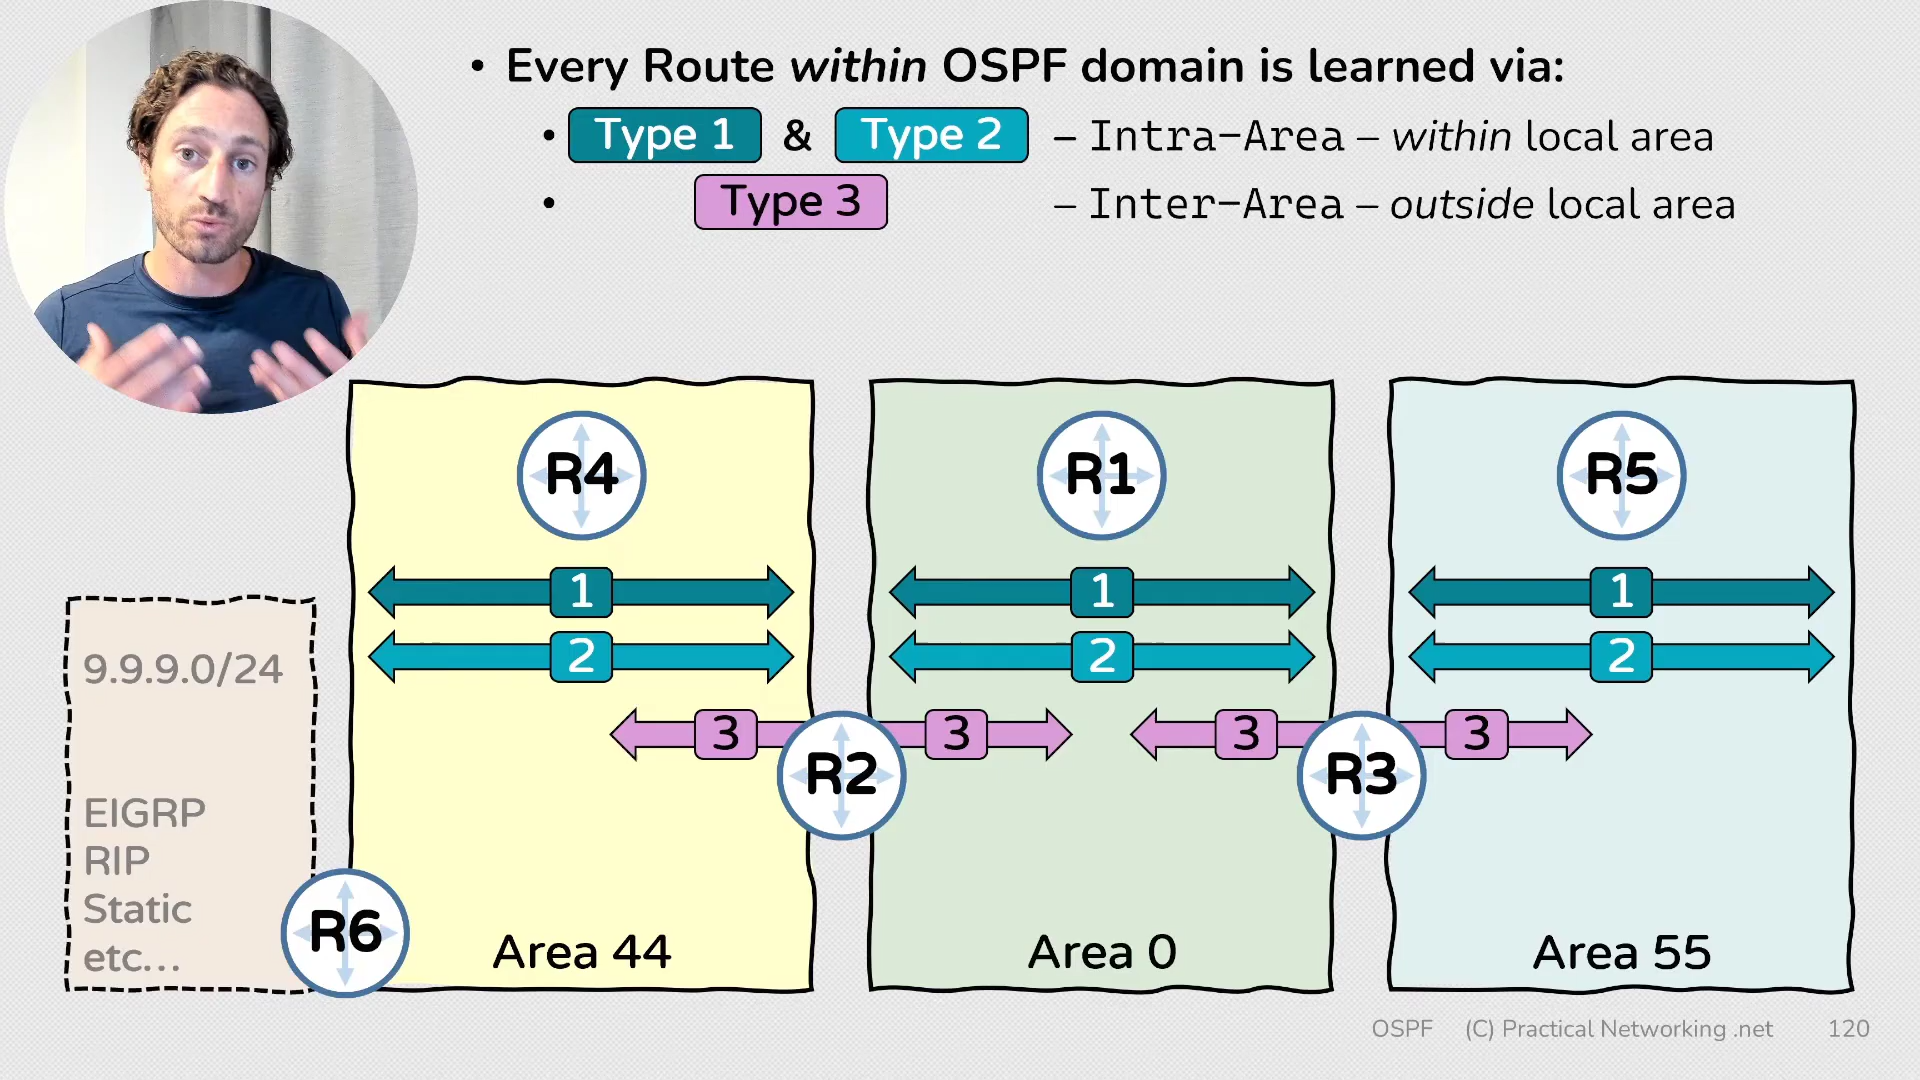 • Every Route within OSPF domain is learned via:
• Type 1 & Type 2 – Intra-Area – within local area
• Type 3 – Inter-Area – outside local area
R4 R1 R5
1 1 1
9.9.9.0/24 2 2 2
3 3 3 3
R2 R3
EIGRP
RIP
Static
R6
etc...
Area 44 Area 0 Area 55
OSPF (C) Practical Networking .net 120